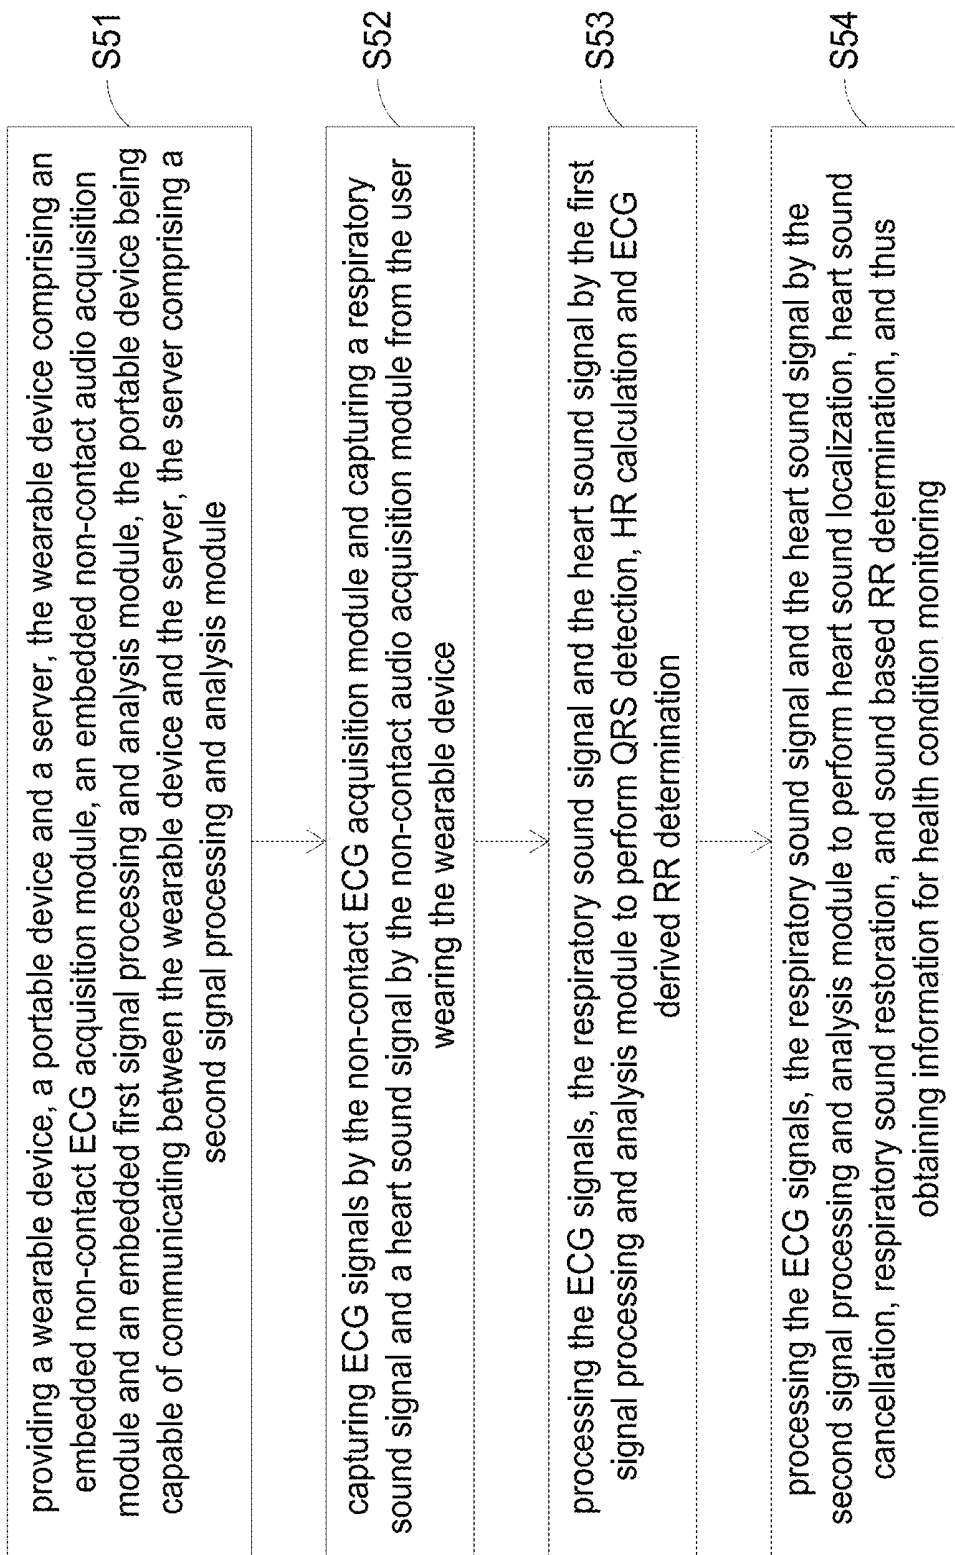 providing a wearable device, a portable device and a server, the wearable device comprising an
embedded non-contact ECG acquisition module, an embedded non-contact audio acquisition
module and an embedded first signal processing and analysis module, the portable device being
capable of communicating between the wearable device and the server, the server comprising a
second signal processing and analysis module
S51
capturing ECG signals by the non-contact ECG acquisition module and capturing a respiratory
sound signal and a heart sound signal by the non-contact audio acquisition module from the user
wearing the wearable device
S52
processing the ECG signals, the respiratory sound signal and the heart sound signal by the first
signal processing and analysis module to perform QRS detection, HR calculation and ECG
derived RR determination
S53
processing the ECG signals, the respiratory sound signal and the heart sound signal by the
second signal processing and analysis module to perform heart sound localization, heart sound
cancellation, respiratory sound restoration, and sound based RR determination, and thus
obtaining information for health condition monitoring
S54